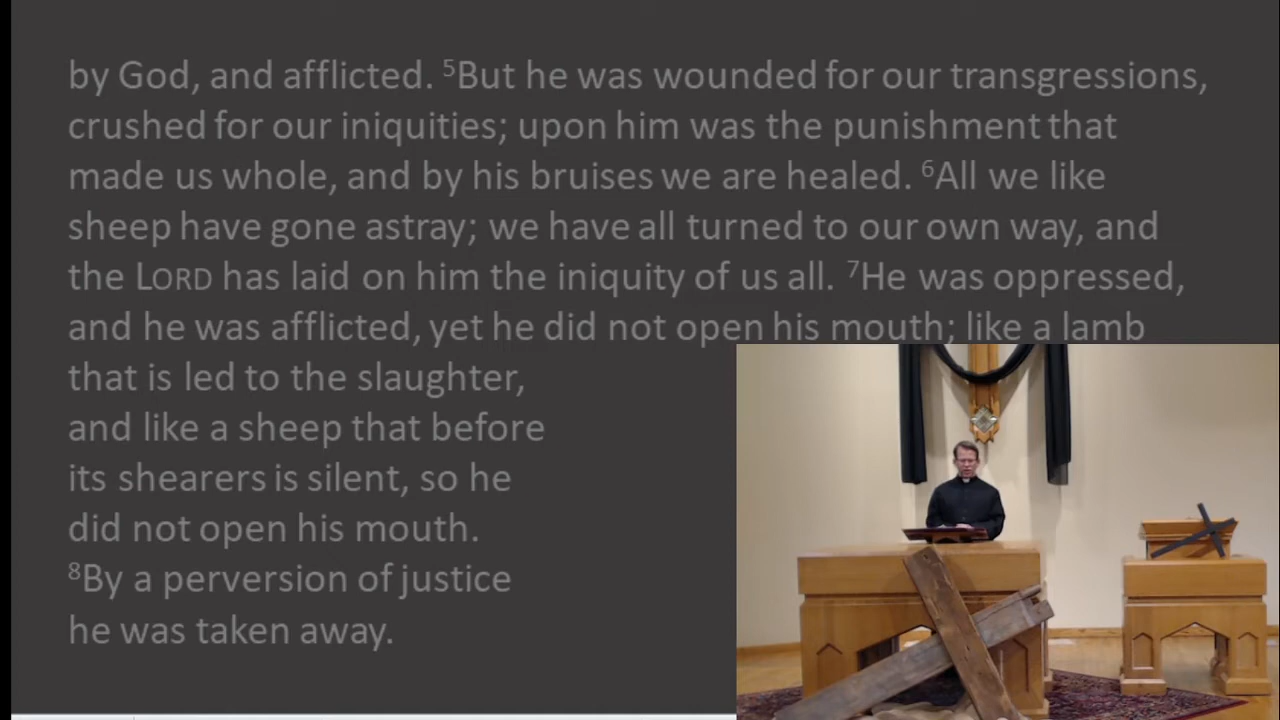 by God, and afflicted. ⁵But he was wounded for our transgressions,
crushed for our iniquities; upon him was the punishment that
made us whole, and by his bruises we are healed. ⁶All we like
sheep have gone astray; we have all turned to our own way, and
the LORD has laid on him the iniquity of us all. ⁷He was oppressed,
and he was afflicted, yet he did not open his mouth; like a lamb
that is led to the slaughter,
and like a sheep that before
its shearers is silent, so he
did not open his mouth.
⁸By a perversion of justice
he was taken away.